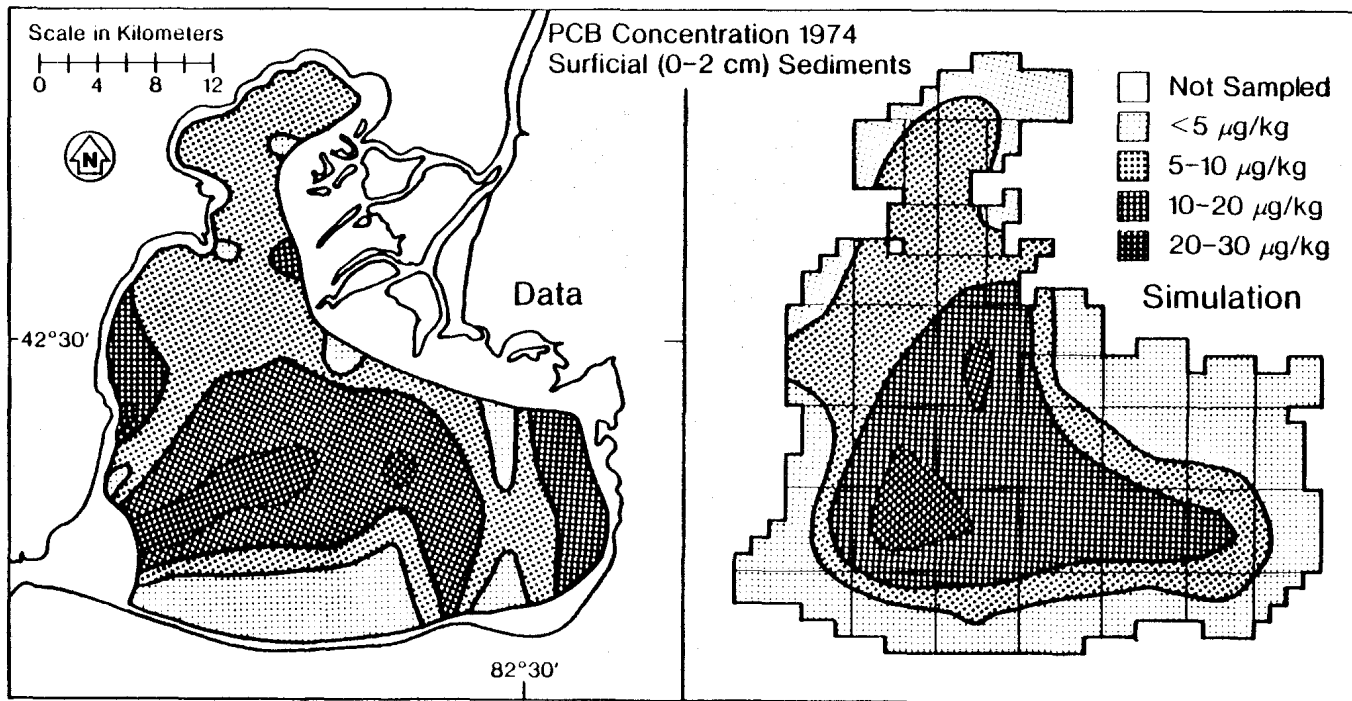 Scale in Kilometers
0 4 8 12
N
PCB Concentration 1974
Surficial (0-2 cm) Sediments
Not Sampled
<5 μg/kg
5-10 μg/kg
10-20 μg/kg
20-30 μg/kg
Data
Simulation
42°30′
82°30′